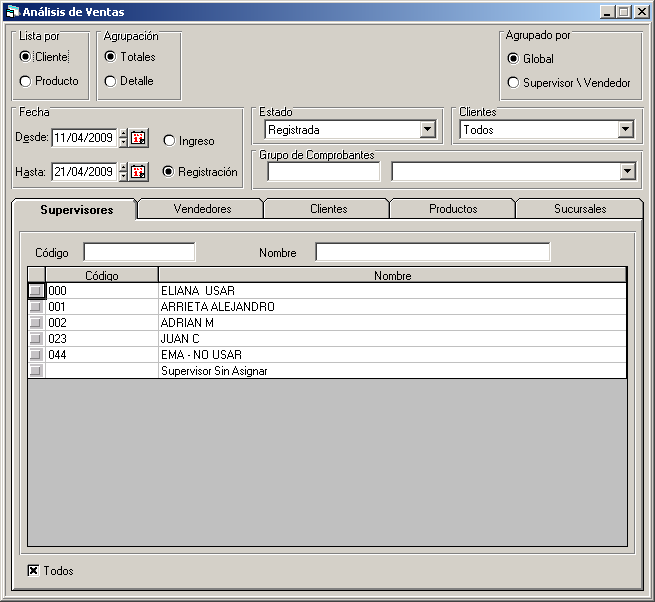 Análisis de Ventas
Lista por
Agrupación
Agrupado por
Cliente
Totales
Global
Producto
Detalle
Supervisor \ Vendedor
Fecha
Estado
Clientes
Desde: 11/04/2009
Ingreso
Registrada
Todos
Hasta: 21/04/2009
Registración
Grupo de Comprobantes
Supervisores
Vendedores
Clientes
Productos
Sucursales
Código
Nombre
Código Nombre
000 ELIANA USAR
001 ARRIETA ALEJANDRO
002 ADRIAN M
023 JUAN C
044 EMA - NO USAR
Supervisor Sin Asignar
Todos